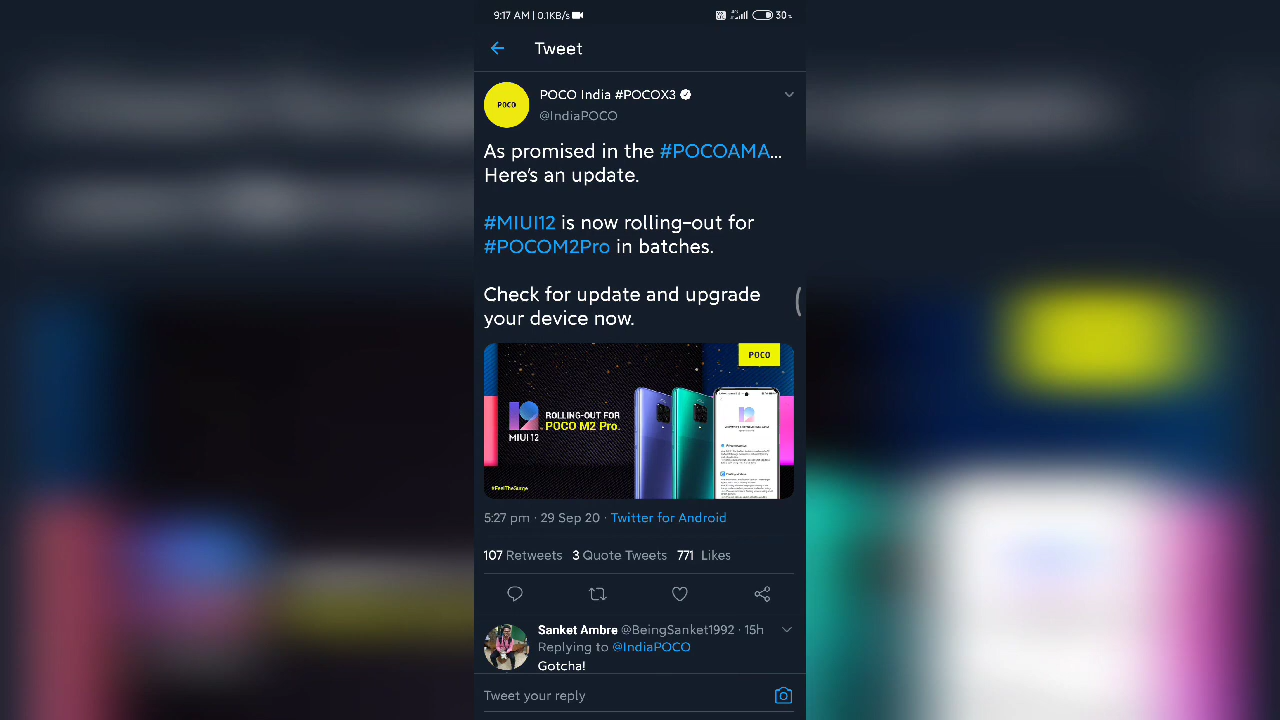 9:17 AM | 0.1KB/s
30%
Tweet
POCO
POCO India #POCOX3
@IndiaPOCO
As promised in the #POCOAMA...
Here's an update.
#MIUI12 is now rolling-out for
#POCOM2Pro in batches.
Check for update and upgrade
your device now.
POCO
ROLLING-OUT FOR
POCO M2 Pro.
MIUI 12
#FeelTheSurge
5:27 pm · 29 Sep 20 · Twitter for Android
107 Retweets 3 Quote Tweets 771 Likes
Sanket Ambre @BeingSanket1992 · 15h
Replying to @IndiaPOCO
Gotcha!
Tweet your reply